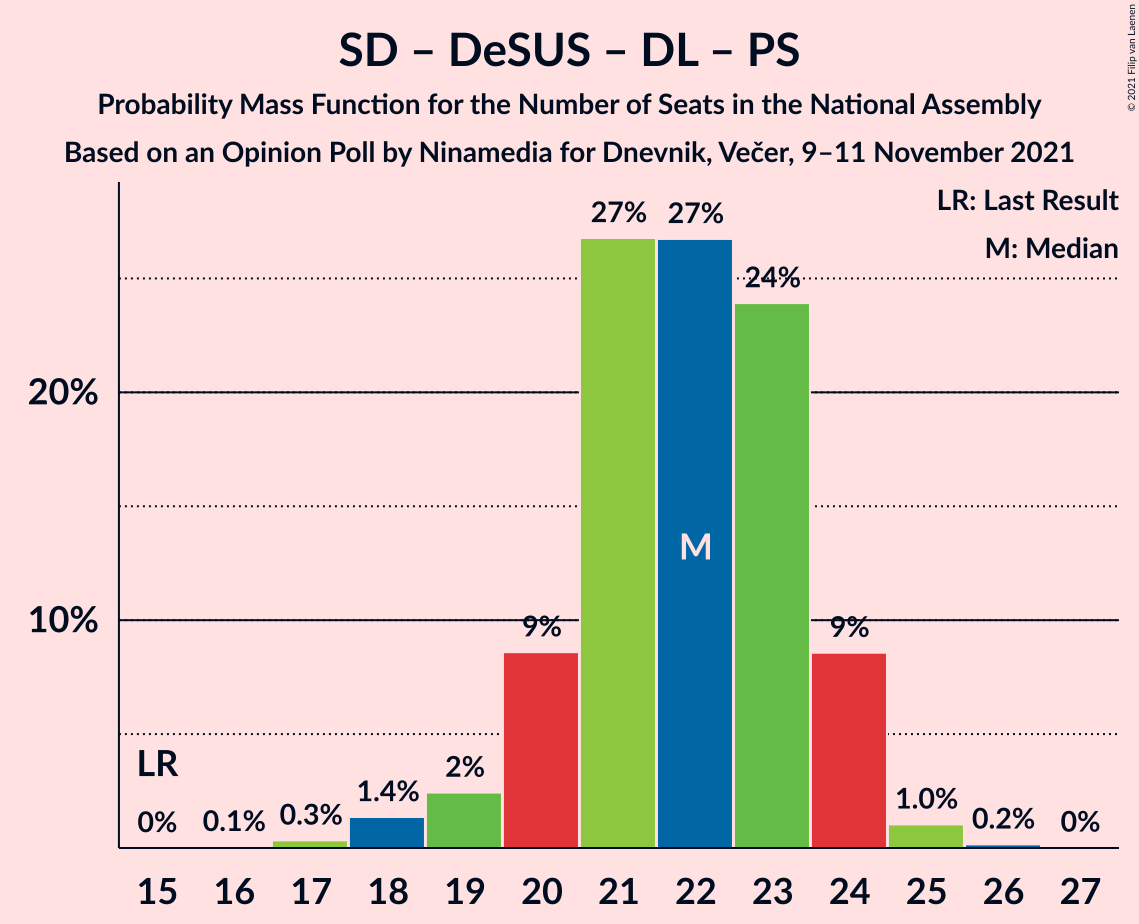 SD – DeSUS – DL – PS
Probability Mass Function for the Number of Seats in the National Assembly
Based on an Opinion Poll by Ninamedia for Dnevnik, Večer, 9–11 November 2021
© 2021 Filip van Laenen
LR: Last Result
M: Median
27% 27%
24%
20%
M
10%
9% 9%
LR
2%
1.4%
1.0%
0% 0.1% 0.3% 0.2% 0%
15 16 17 18 19 20 21 22 23 24 25 26 27